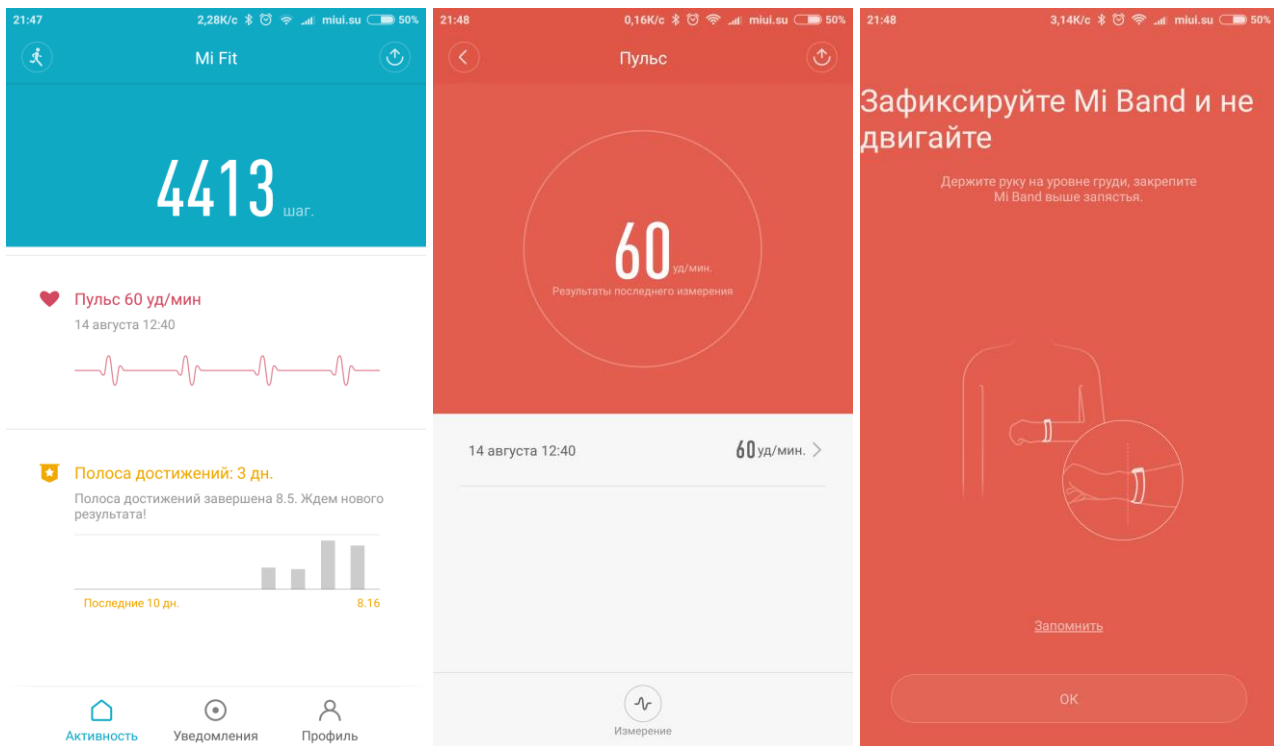 21:47 2,28K/c miui.su 50%
Mi Fit
4413 шаг.
Пульс 60 уд/мин
14 августа 12:40
Полоса достижений: 3 дн.
Полоса достижений завершена 8.5. Ждем нового
результата!
Последние 10 дн. 8.16
Активность Уведомления Профиль
21:48 0,16K/c miui.su 50%
Пульс
60 уд/мин.
Результаты последнего измерения
14 августа 12:40 60 уд/мин.
Измерение
21:48 3,14K/c miui.su 50%
Зафиксируйте Mi Band и не
двигайте
Держите руку на уровне груди, закрепите
Mi Band выше запястья.
Запомнить
ОК